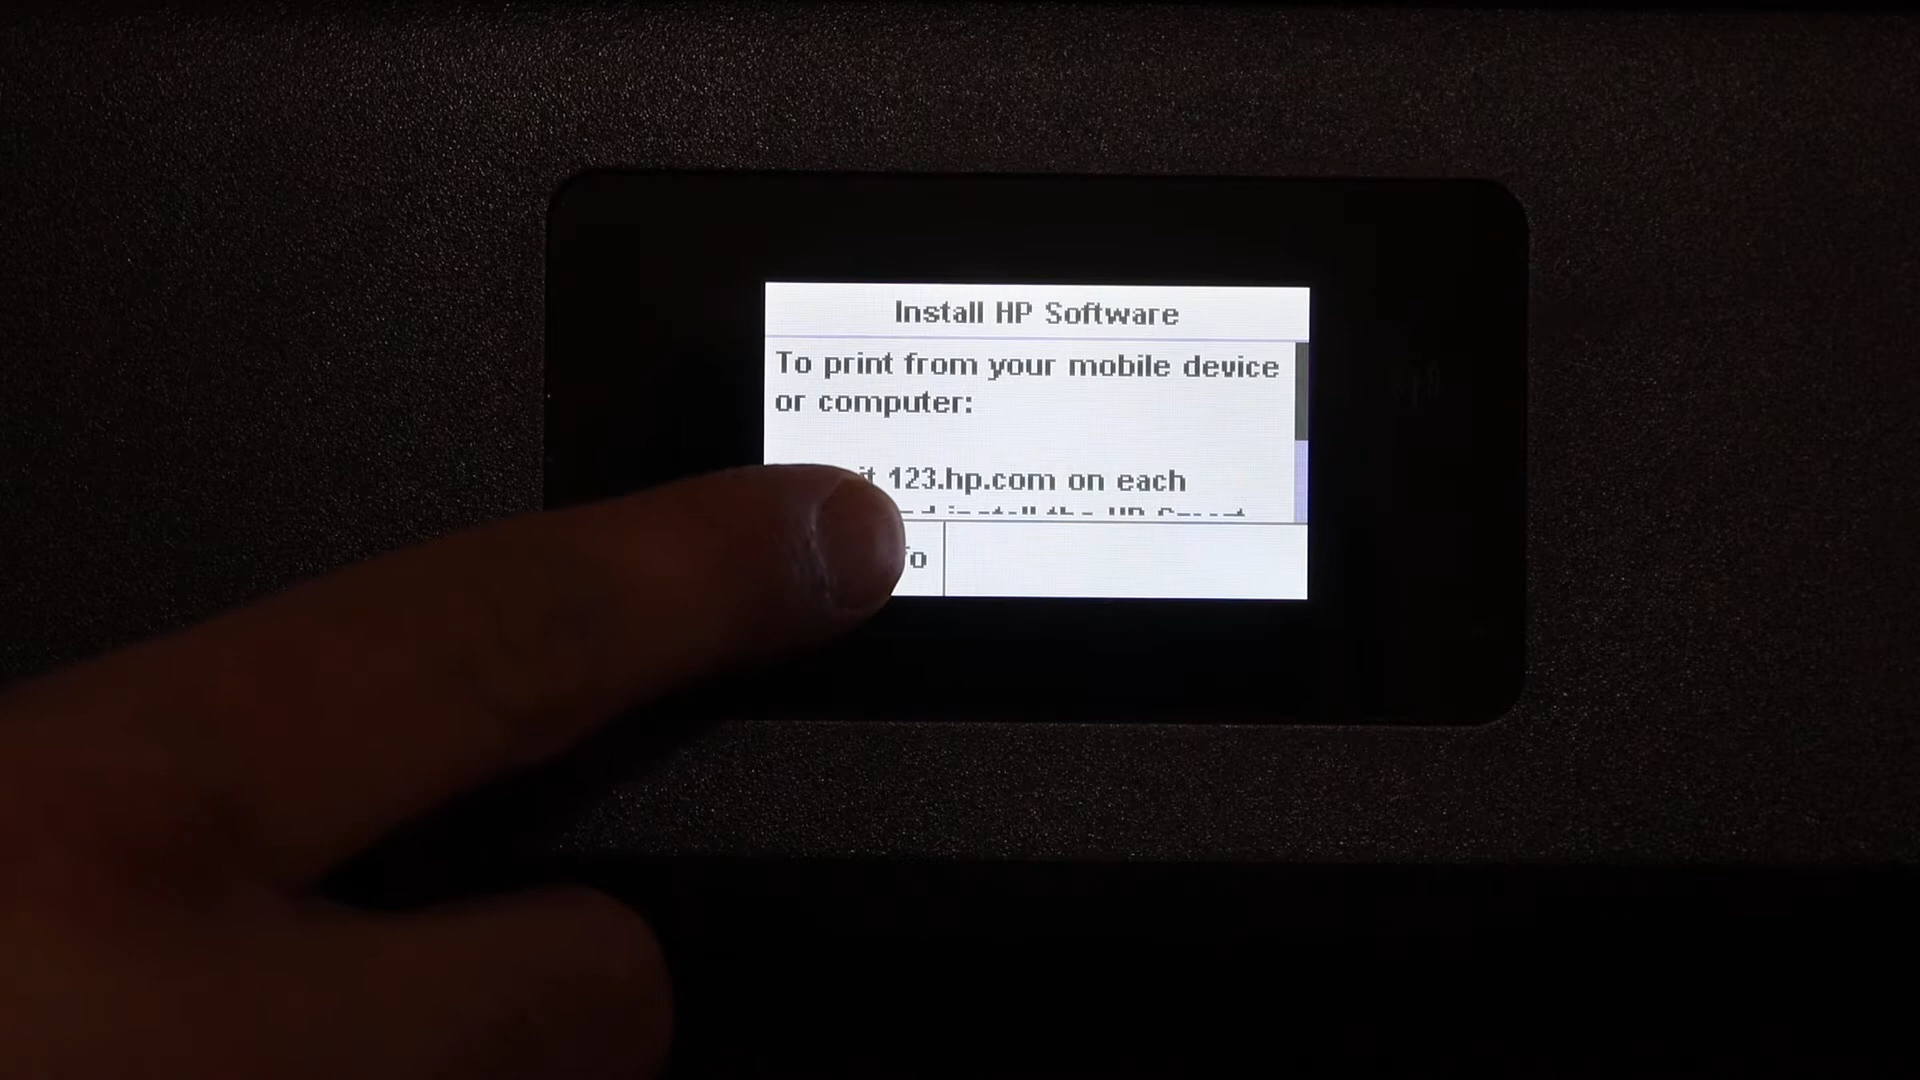 Install HP Software
To print from your mobile device
or computer:
123.hp.com on each